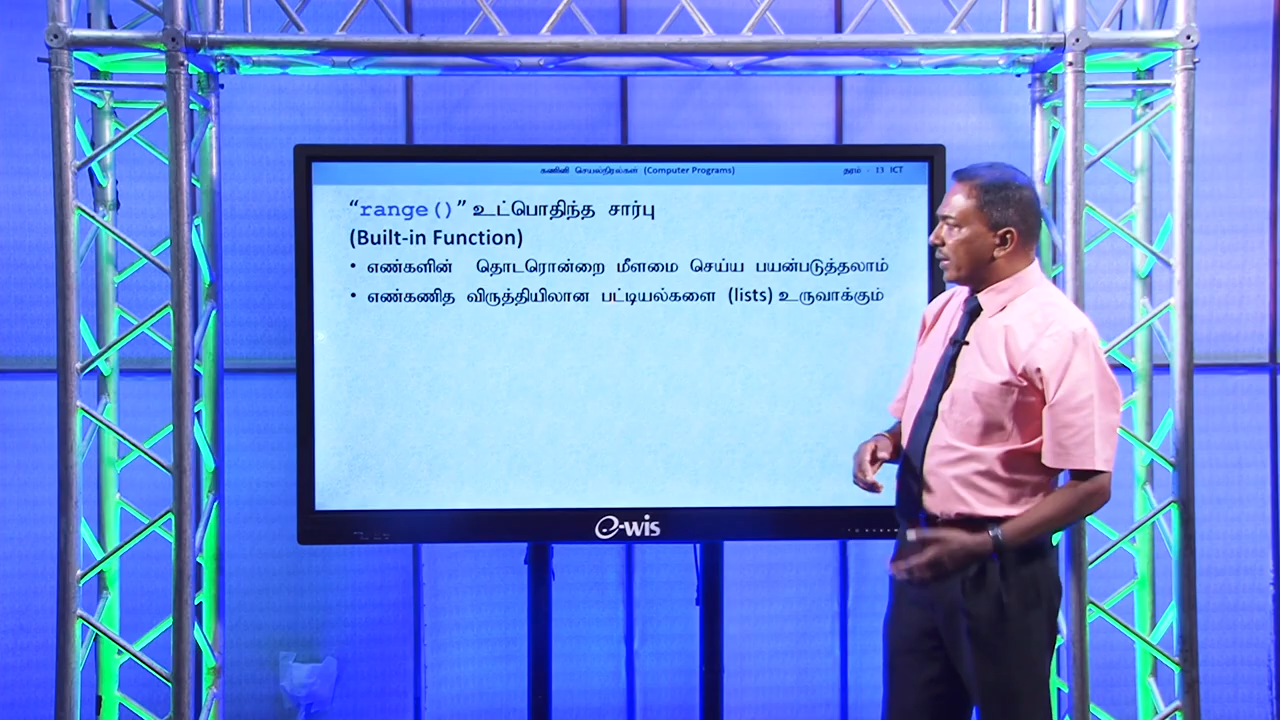 கணினி செயல்நிரல்கள் (Computer Programs) தரம் - 13 ICT
“range()” உட்பொதிந்த சார்பு
(Built-in Function)
• எண்களின் தொடரொன்றை மீளமை செய்ய பயன்படுத்தலாம்
• எண்கணித விருத்தியிலான பட்டியல்களை (lists) உருவாக்கும்
e-wis